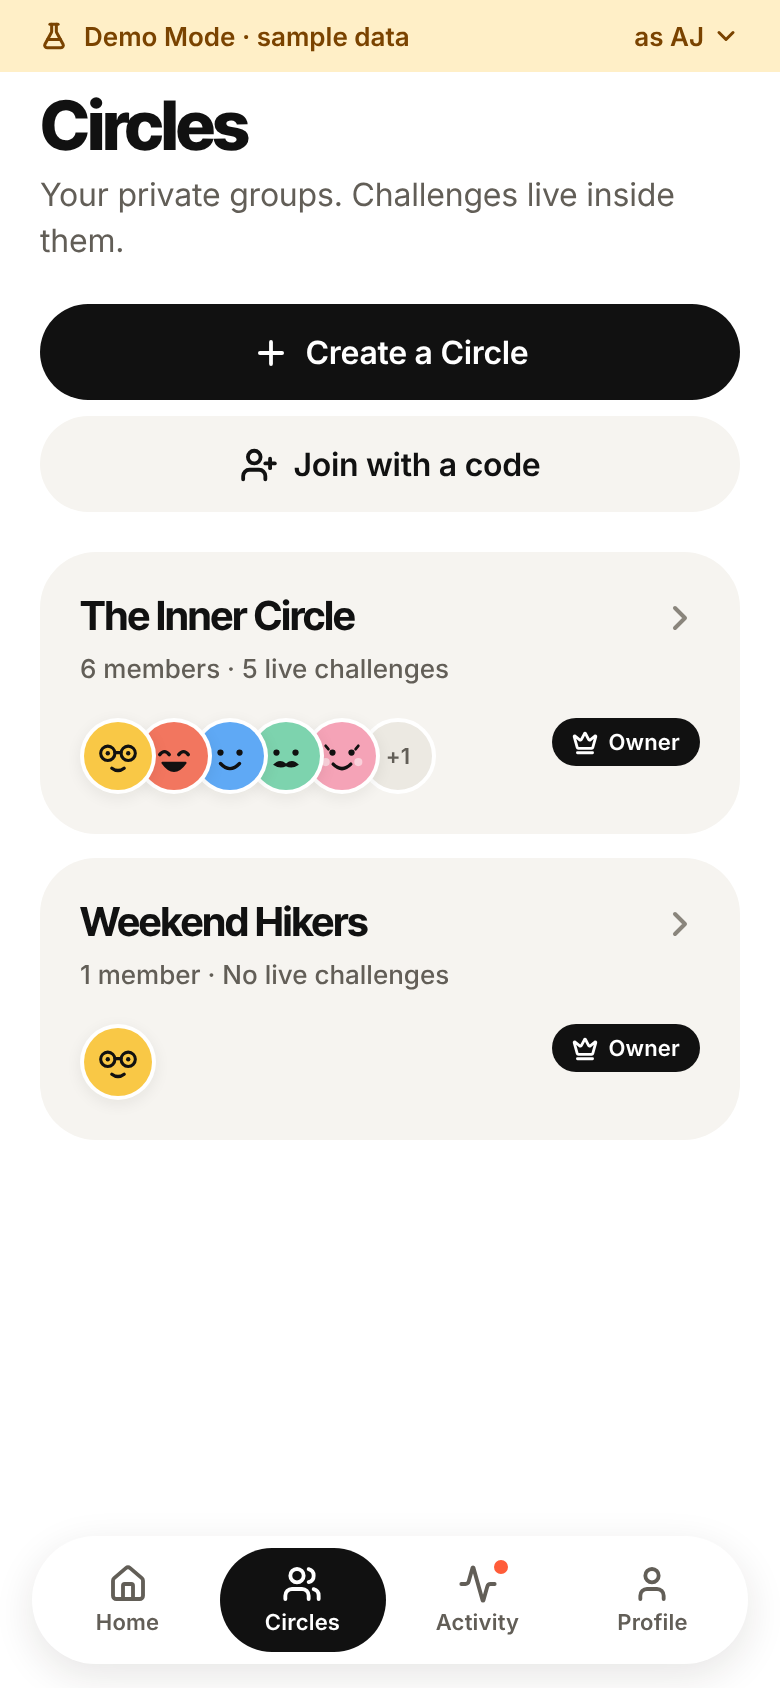 Demo Mode · sample data
as AJ
Circles
Your private groups. Challenges live inside
them.
Create a Circle
Join with a code
The Inner Circle
6 members · 5 live challenges
+1
Owner
Weekend Hikers
1 member · No live challenges
Owner
Home
Circles
Activity
Profile